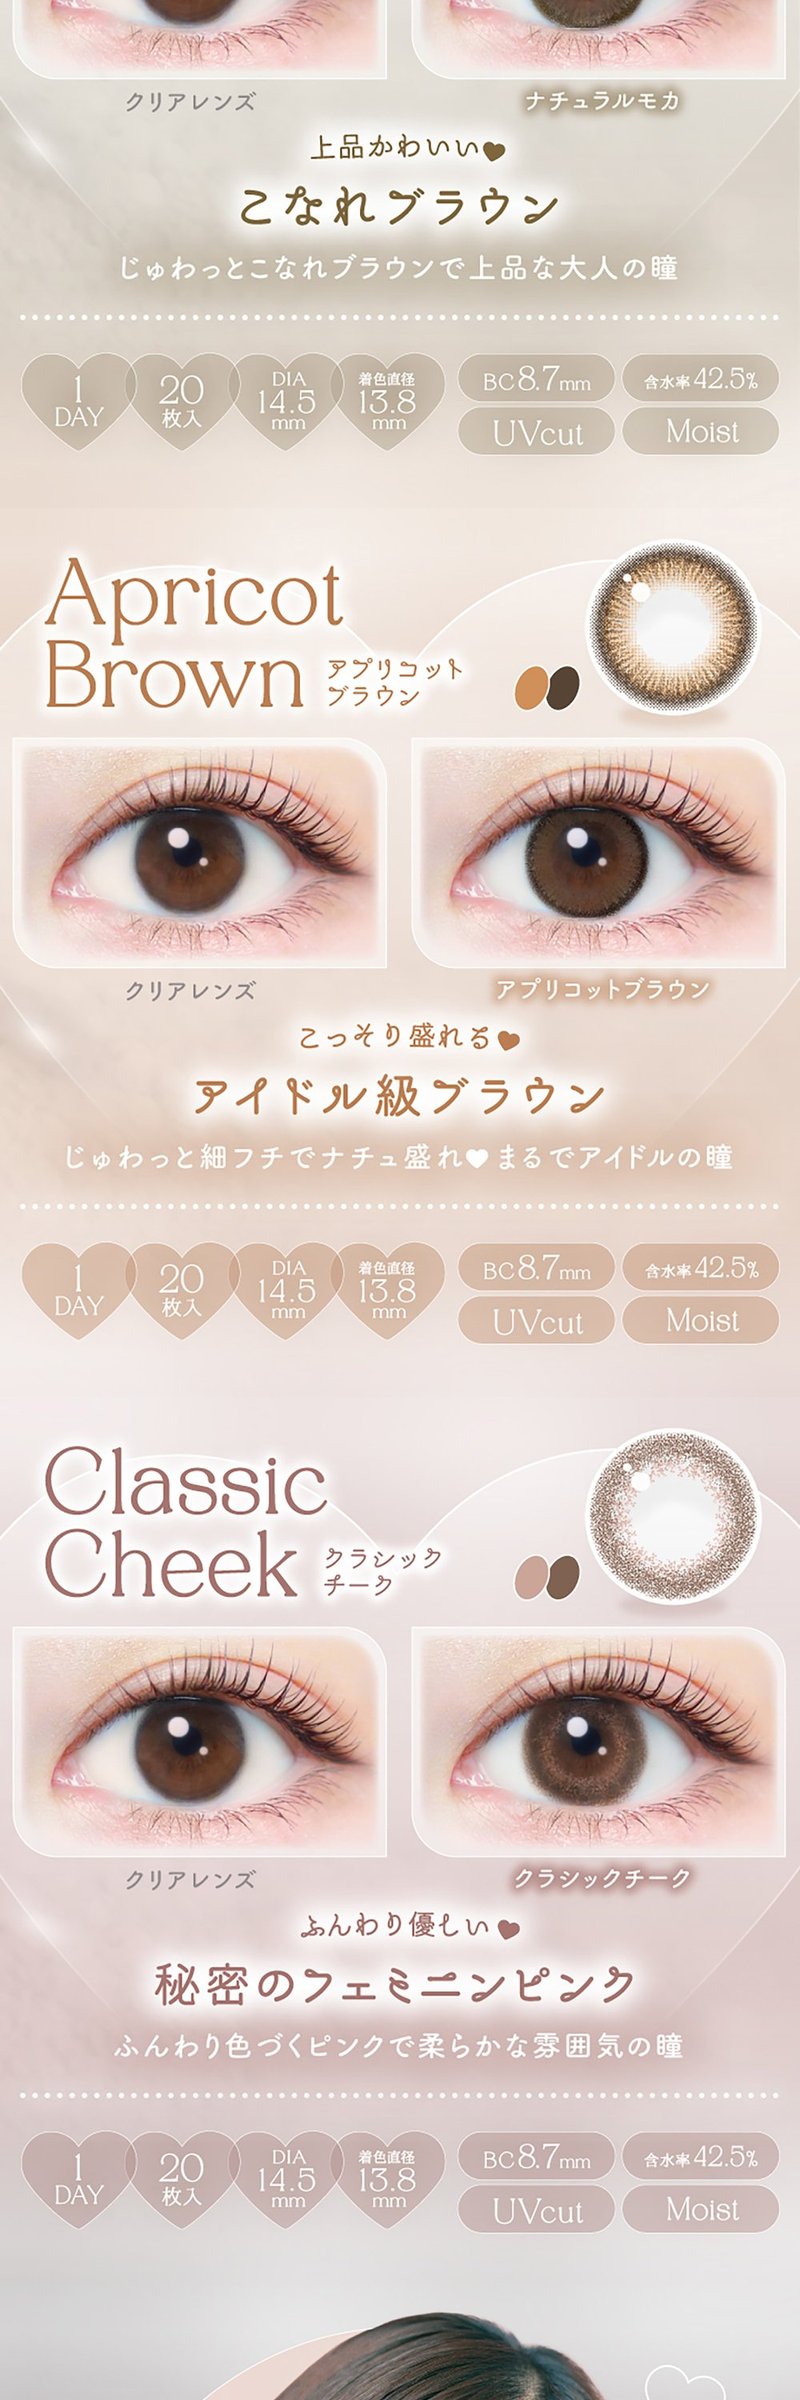 クリアレンズ
ナチュラルモカ
上品かわいい
こなれブラウン
じゅわっとこなれブラウンで上品な大人の瞳
1
DAY
20
枚入
DIA
14.5
mm
着色直径
13.8
mm
BC8.7mm
含水率42.5%
UVcut
Moist
Apricot
Brown
アプリコット
ブラウン
クリアレンズ
アプリコットブラウン
こっそり盛れる
アイドル級ブラウン
じゅわっと細フチでナチュ盛れ♥まるでアイドルの瞳
1
DAY
20
枚入
DIA
14.5
mm
着色直径
13.8
mm
BC8.7mm
含水率42.5%
UVcut
Moist
Classic
Cheek
クラシック
チーク
クリアレンズ
クラシックチーク
ふんわり優しい
秘密のフェミニンピンク
ふんわり色づくピンクで柔らかな雰囲気の瞳
1
DAY
20
枚入
DIA
14.5
mm
着色直径
13.8
mm
BC8.7mm
含水率42.5%
UVcut
Moist